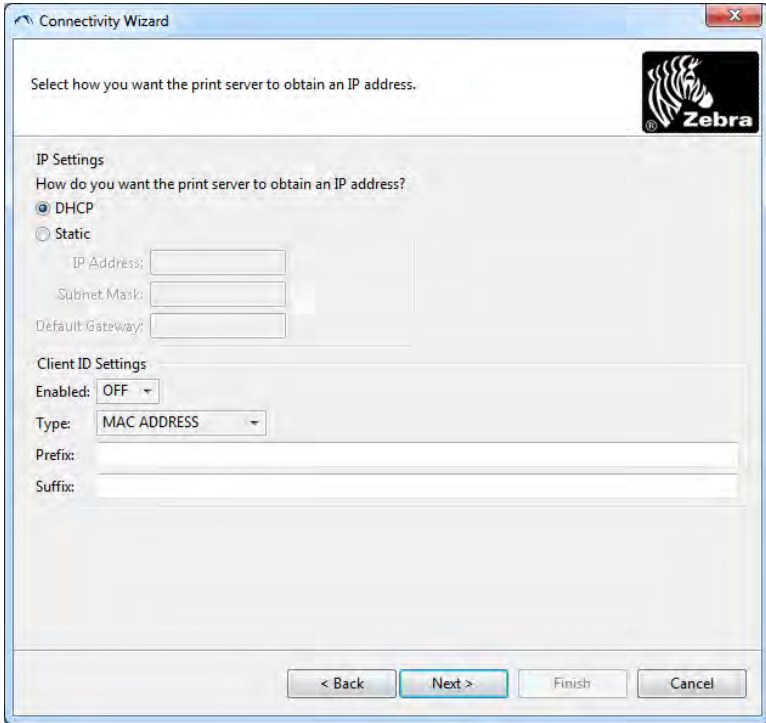 Connectivity Wizard
Select how you want the print server to obtain an IP address.
® Zebra
IP Settings
How do you want the print server to obtain an IP address?
DHCP
Static
IP Address:
Subnet Mask:
Default Gateway:
Client ID Settings
Enabled: OFF
Type: MAC ADDRESS
Prefix:
Suffix:
< Back Next > Finish Cancel